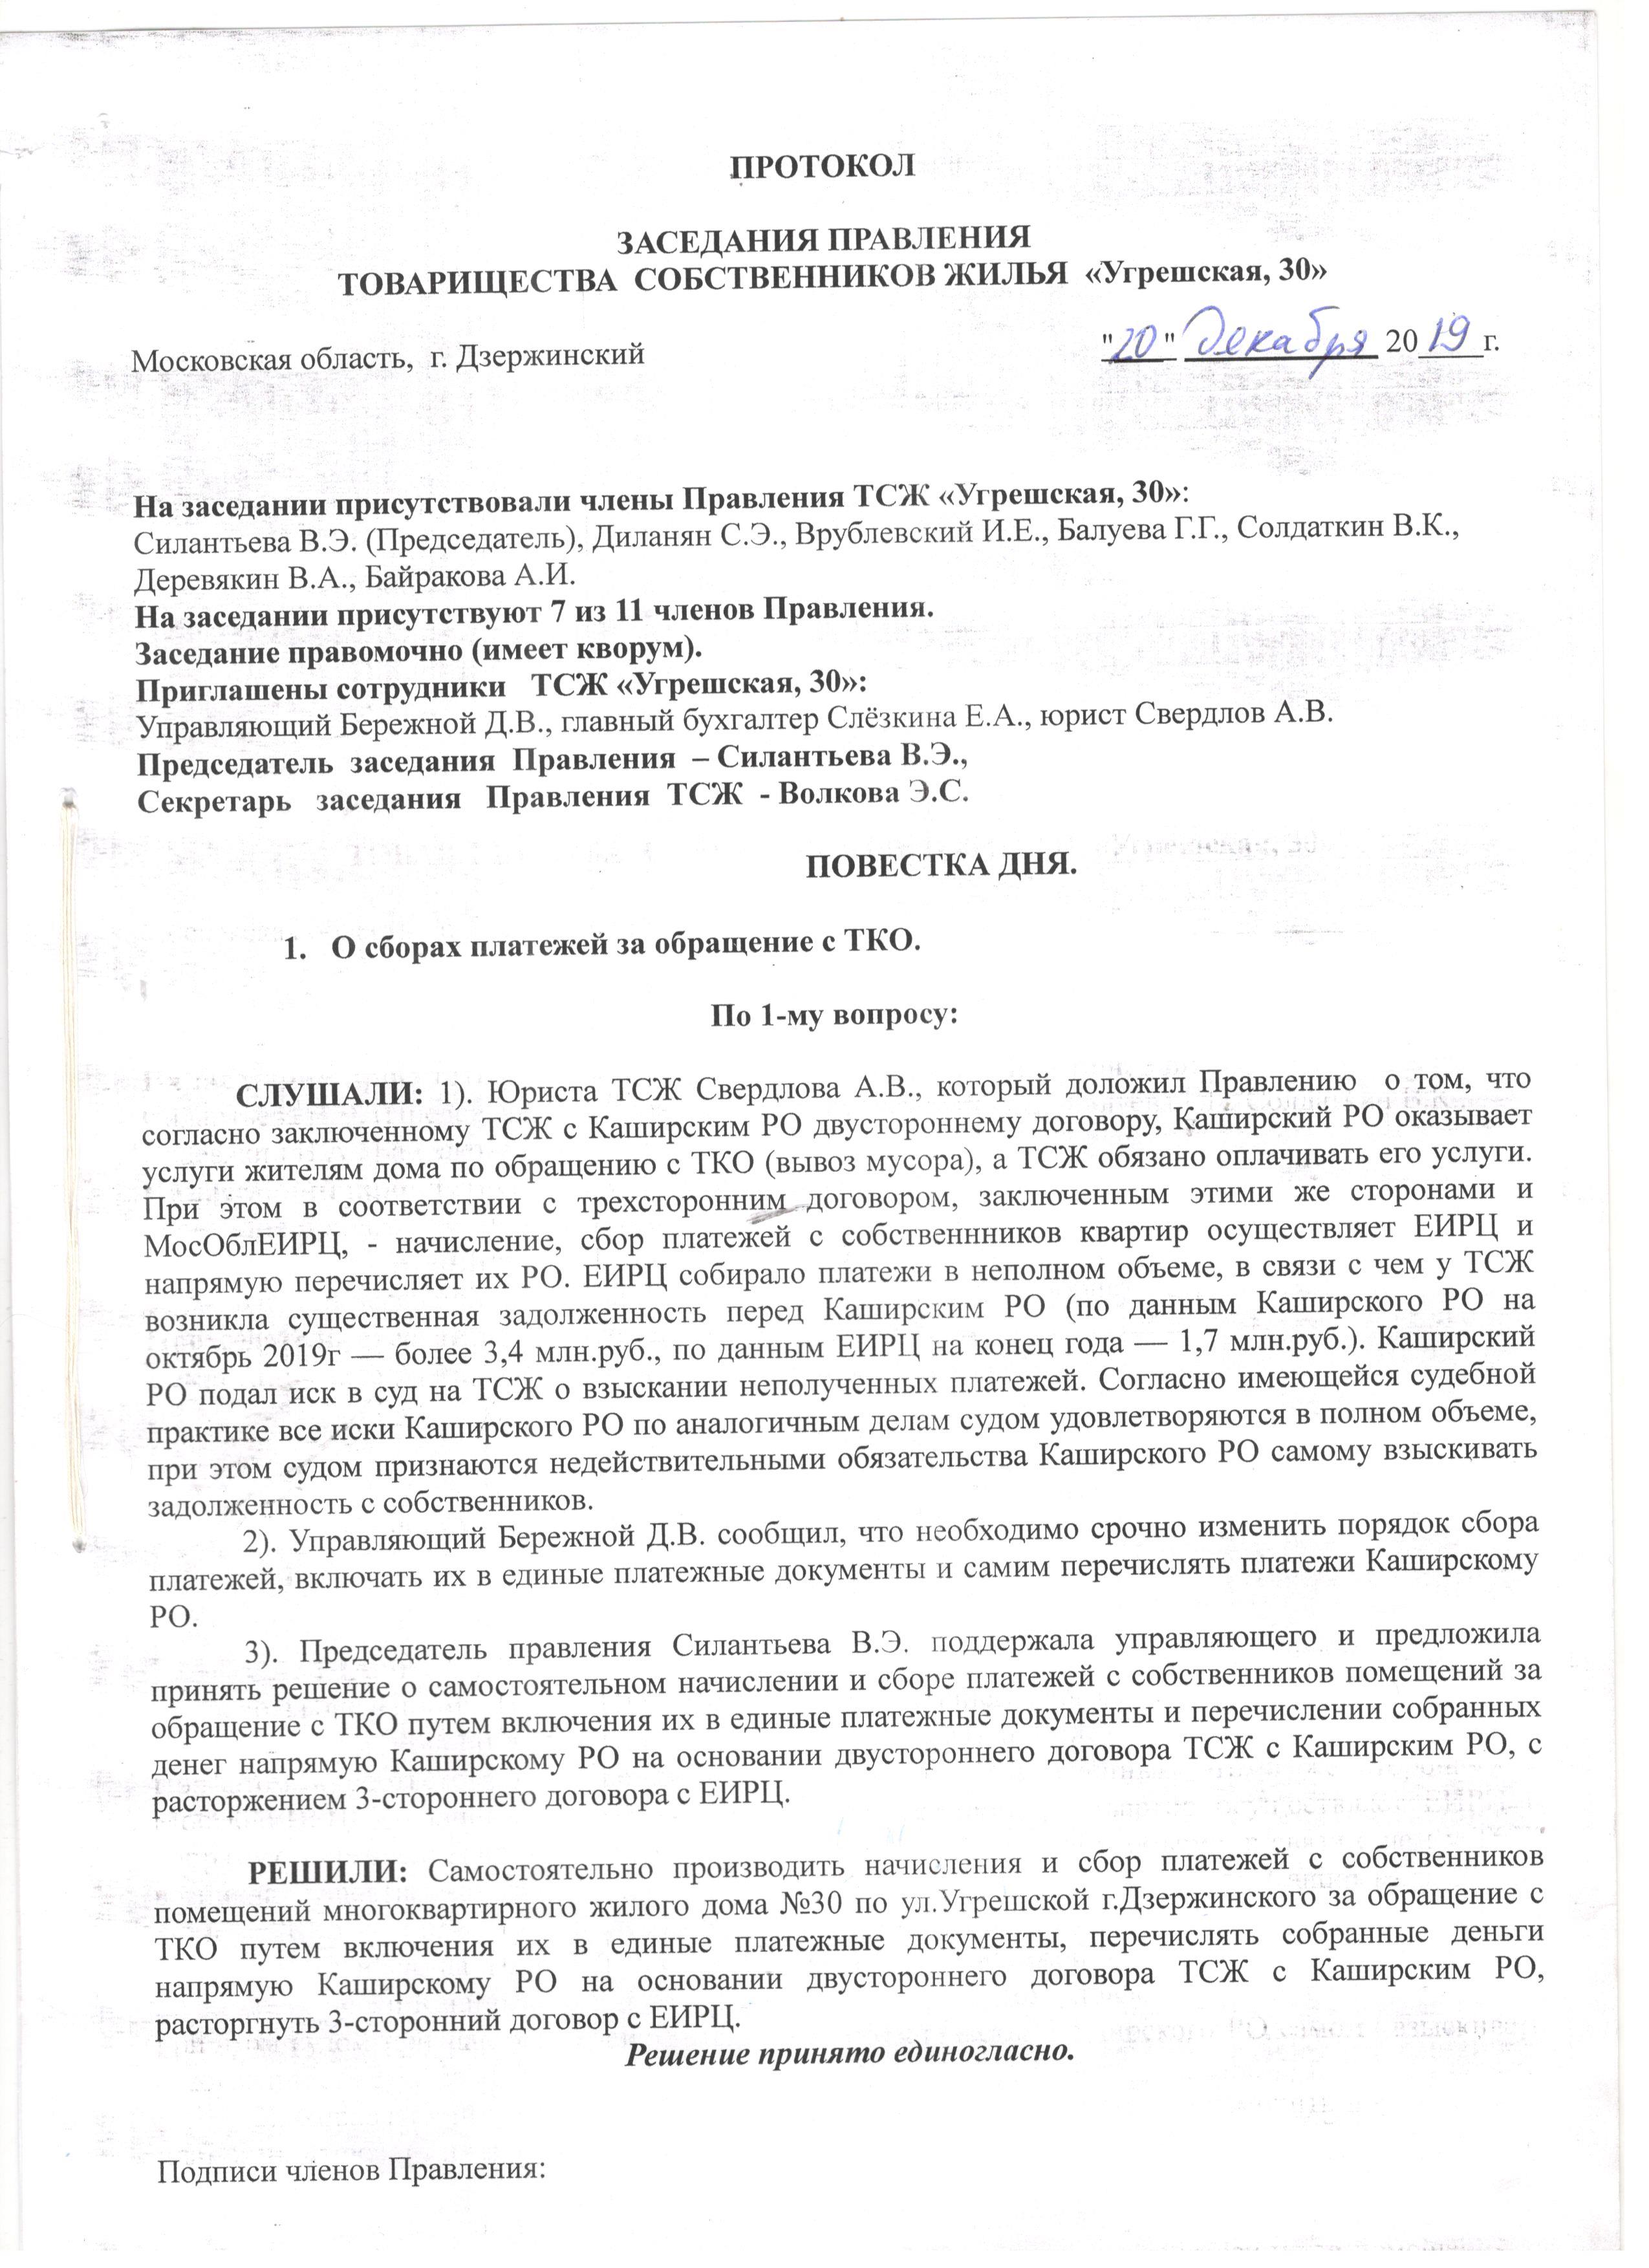 ПРОТОКОЛ
ЗАСЕДАНИЯ ПРАВЛЕНИЯ
ТОВАРИЩЕСТВА СОБСТВЕННИКОВ ЖИЛЬЯ «Угрешская, 30»
Московская область, г. Дзержинский "20" декабря 2019 г.
На заседании присутствовали члены Правления ТСЖ «Угрешская, 30»:
Силантьева В.Э. (Председатель), Диланян С.Э., Врублевский И.Е., Балуева Г.Г., Солдаткин В.К.,
Деревякин В.А., Байракова А.И.
На заседании присутствуют 7 из 11 членов Правления.
Заседание правомочно (имеет кворум).
Приглашены сотрудники ТСЖ «Угрешская, 30»:
Управляющий Бережной Д.В., главный бухгалтер Слёзкина Е.А., юрист Свердлов А.В.
Председатель заседания Правления – Силантьева В.Э.,
Секретарь заседания Правления ТСЖ - Волкова Э.С.
ПОВЕСТКА ДНЯ.
1. О сборах платежей за обращение с ТКО.
По 1-му вопросу:
СЛУШАЛИ: 1). Юриста ТСЖ Свердлова А.В., который доложил Правлению о том, что
согласно заключенному ТСЖ с Каширским РО двустороннему договору, Каширский РО оказывает
услуги жителям дома по обращению с ТКО (вывоз мусора), а ТСЖ обязано оплачивать его услуги.
При этом в соответствии с трехсторонним договором, заключенным этими же сторонами и
МосОблЕИРЦ, - начисление, сбор платежей с собственнников квартир осуществляет ЕИРЦ и
напрямую перечисляет их РО. ЕИРЦ собирало платежи в неполном объеме, в связи с чем у ТСЖ
возникла существенная задолженность перед Каширским РО (по данным Каширского РО на
октябрь 2019г — более 3,4 млн.руб., по данным ЕИРЦ на конец года — 1,7 млн.руб.). Каширский
РО подал иск в суд на ТСЖ о взыскании неполученных платежей. Согласно имеющейся судебной
практике все иски Каширского РО по аналогичным делам судом удовлетворяются в полном объеме,
при этом судом признаются недействительными обязательства Каширского РО самому взыскивать
задолженность с собственников.
2). Управляющий Бережной Д.В. сообщил, что необходимо срочно изменить порядок сбора
платежей, включать их в единые платежные документы и самим перечислять платежи Каширскому
РО.
3). Председатель правления Силантьева В.Э. поддержала управляющего и предложила
принять решение о самостоятельном начислении и сборе платежей с собственников помещений за
обращение с ТКО путем включения их в единые платежные документы и перечислении собранных
денег напрямую Каширскому РО на основании двустороннего договора ТСЖ с Каширским РО, с
расторжением 3-стороннего договора с ЕИРЦ.
РЕШИЛИ: Самостоятельно производить начисления и сбор платежей с собственников
помещений многоквартирного жилого дома №30 по ул.Угрешской г.Дзержинского за обращение с
ТКО путем включения их в единые платежные документы, перечислять собранные деньги
напрямую Каширскому РО на основании двустороннего договора ТСЖ с Каширским РО,
расторгнуть 3-сторонний договор с ЕИРЦ.
Решение принято единогласно.
Подписи членов Правления: